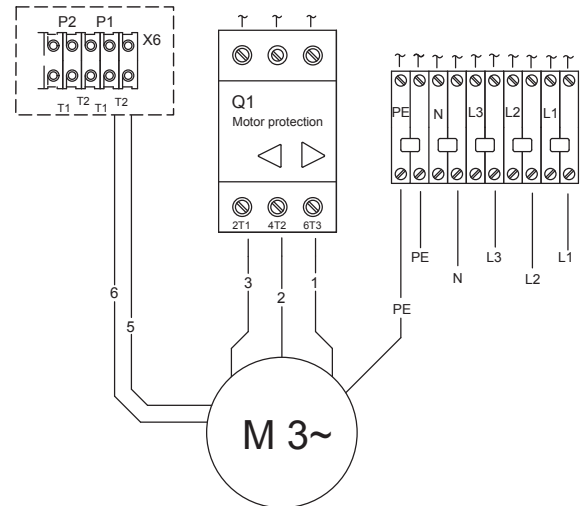 P2 P1
X6
T1 T2 T1 T2
Q1
Motor protection
2T1 4T2 6T3
PE N L3 L2 L1
PE N L3 L2 L1
PE
6 5
3 2 1
M 3~